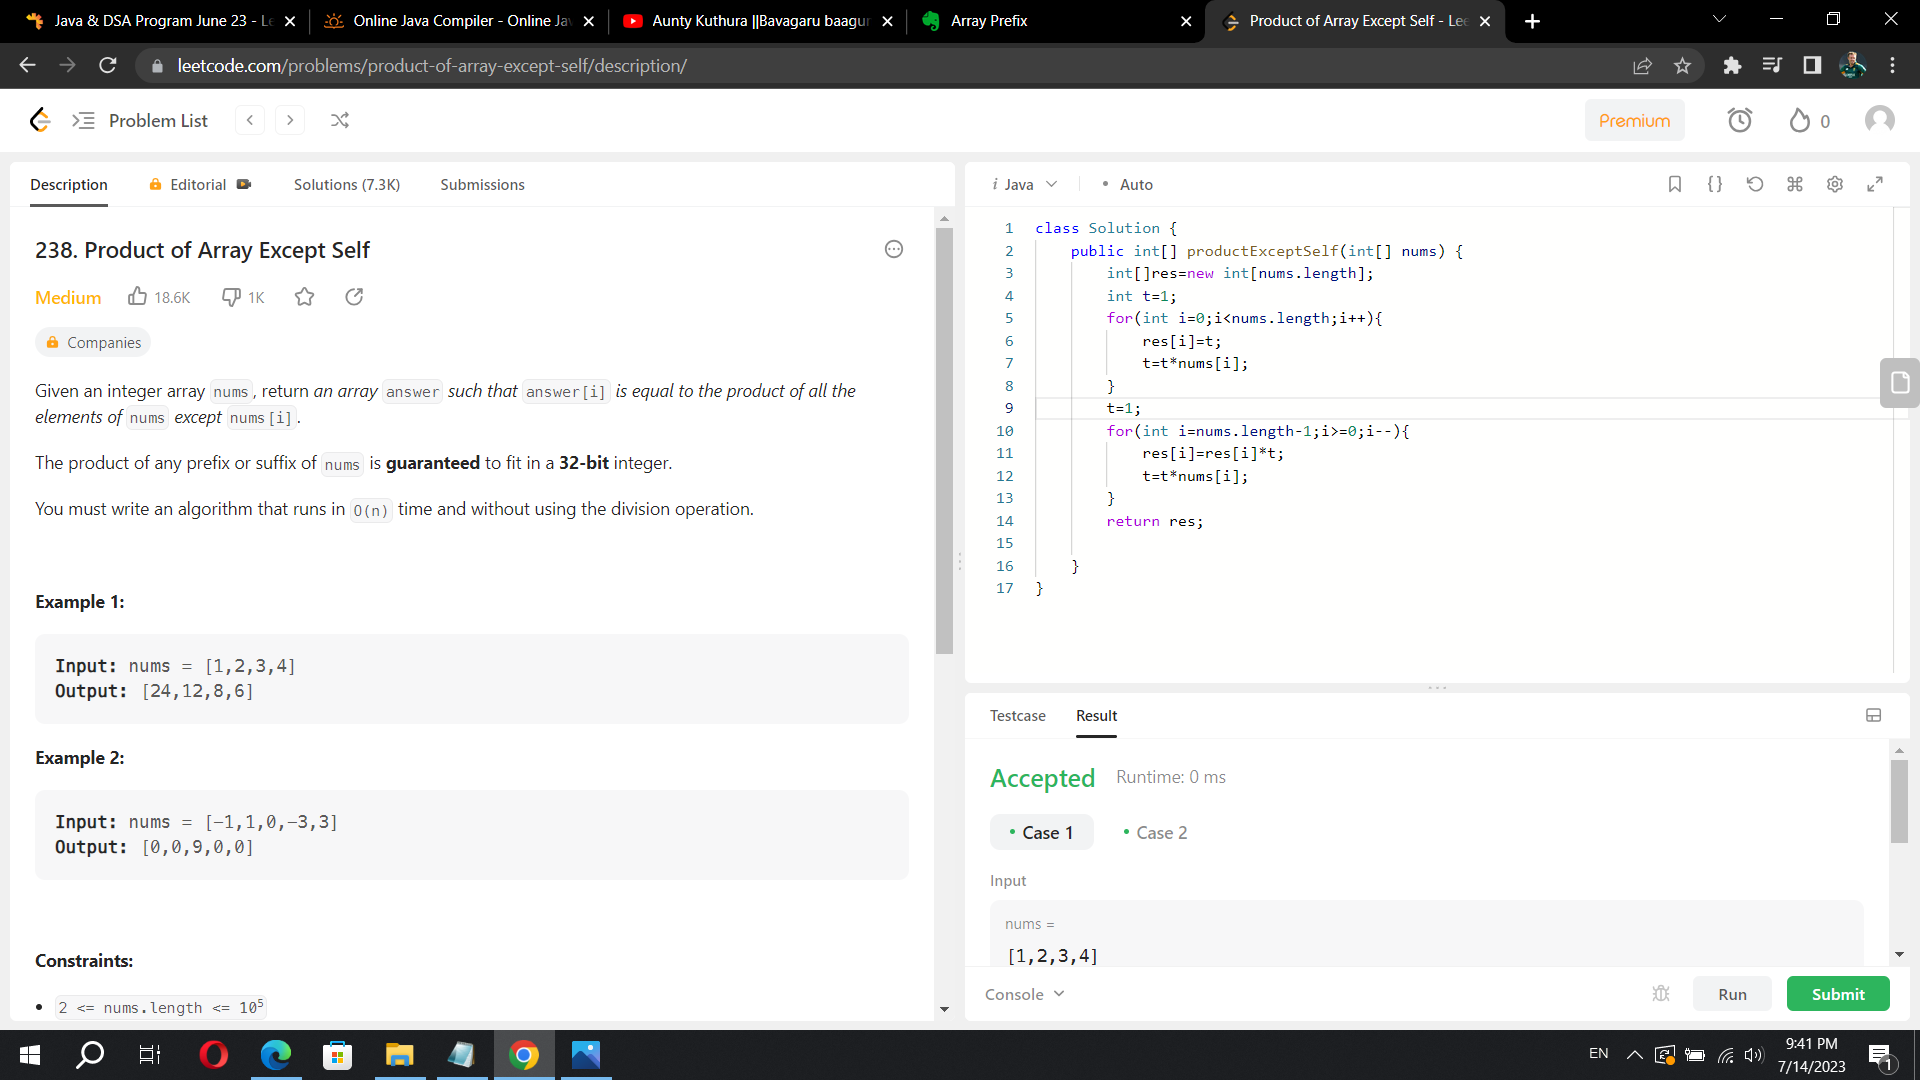 Java & DSA Program June 23 - Le
Online Java Compiler - Online Jav
Aunty Kuthura ||Bavagaru baagun
Array Prefix
Product of Array Except Self - Lee
leetcode.com/problems/product-of-array-except-self/description/
Problem List
Premium
0
Description
Editorial
Solutions (7.3K)
Submissions
238. Product of Array Except Self
Medium
18.6K
1K
Companies
Given an integer array nums, return an array answer such that answer[i] is equal to the product of all the
elements of nums except nums[i].
The product of any prefix or suffix of nums is guaranteed to fit in a 32-bit integer.
You must write an algorithm that runs in O(n) time and without using the division operation.
Example 1:
Input: nums = [1,2,3,4]
Output: [24,12,8,6]
Example 2:
Input: nums = [-1,1,0,-3,3]
Output: [0,0,9,0,0]
Constraints:
• 2 <= nums.length <= 10⁵
i Java
• Auto
1 class Solution {
2 public int[] productExceptSelf(int[] nums) {
3 int[]res=new int[nums.length];
4 int t=1;
5 for(int i=0;i<nums.length;i++){
6 res[i]=t;
7 t=t*nums[i];
8 }
9 t=1;
10 for(int i=nums.length-1;i>=0;i--){
11 res[i]=res[i]*t;
12 t=t*nums[i];
13 }
14 return res;
15
16 }
17 }
Testcase
Result
Accepted
Runtime: 0 ms
• Case 1
• Case 2
Input
nums =
[1,2,3,4]
Console
Run
Submit
EN
9:41 PM
7/14/2023
1